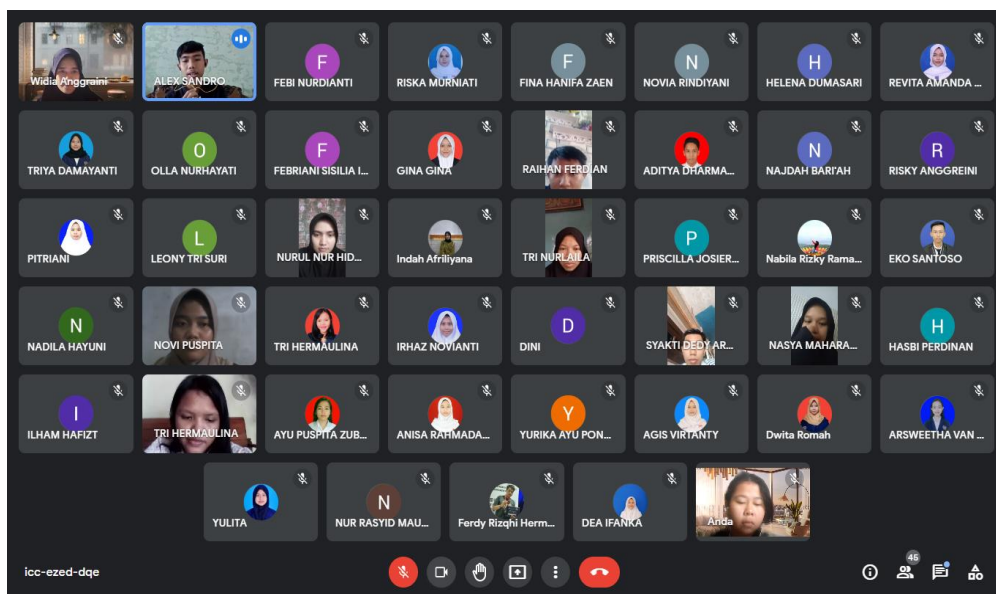 Widia Anggraini
ALEX SANDRO
F
FEBI NURDIANTI
RISKA MURNIATI
F
FINA HANIFA ZAEN
N
NOVIA RINDIYANI
H
HELENA DUMASARI
REVITA AMANDA ...
TRIYA DAMAYANTI
O
OLLA NURHAYATI
F
FEBRIANI SISILIA I...
GINA GINA
RAIHAN FERDIAN
ADITYA DHARMA...
N
NAJDAH BARI'AH
R
RISKY ANGGREINI
PITRIANI
L
LEONY TRI SURI
NURUL NUR HID...
Indah Afriliyana
TRI NURLAILA
P
PRISCILLA JOSIER...
Nabila Rizky Rama...
EKO SANTOSO
N
NADILA HAYUNI
NOVI PUSPITA
TRI HERMAULINA
IRHAZ NOVIANTI
D
DINI
SYAKTI DEDY AR...
NASYA MAHARA...
H
HASBI PERDINAN
I
ILHAM HAFIZT
TRI HERMAULINA
AYU PUSPITA ZUB...
ANISA RAHMADA...
Y
YURIKA AYU PON...
AGIS VIRTANTY
Dwita Romah
ARSWEETHA VAN ...
YULITA
N
NUR RASYID MAU...
Ferdy Rizqhi Herm...
DEA IFANKA
Anda
icc-ezed-dqe
45